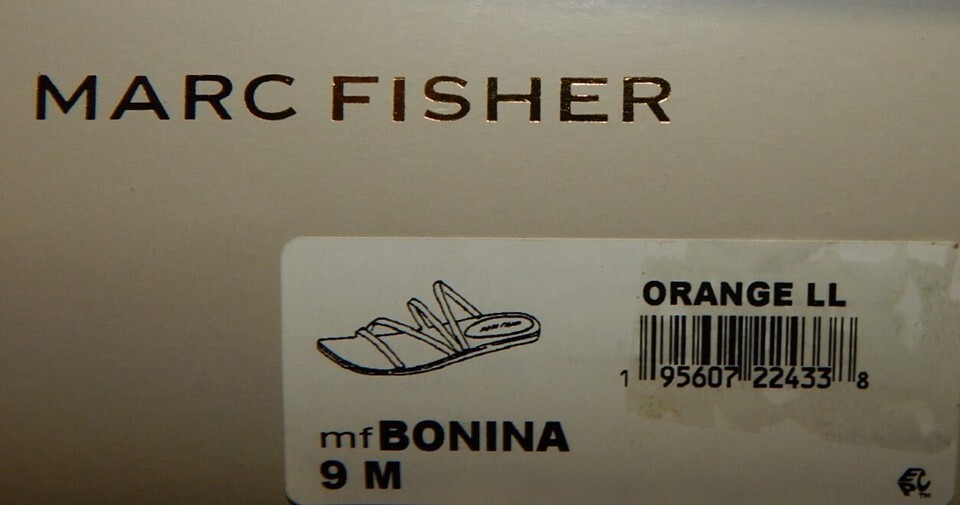 MARC FISHER
ORANGE LL
1 95607 22433 8
mfBONINA
9 M